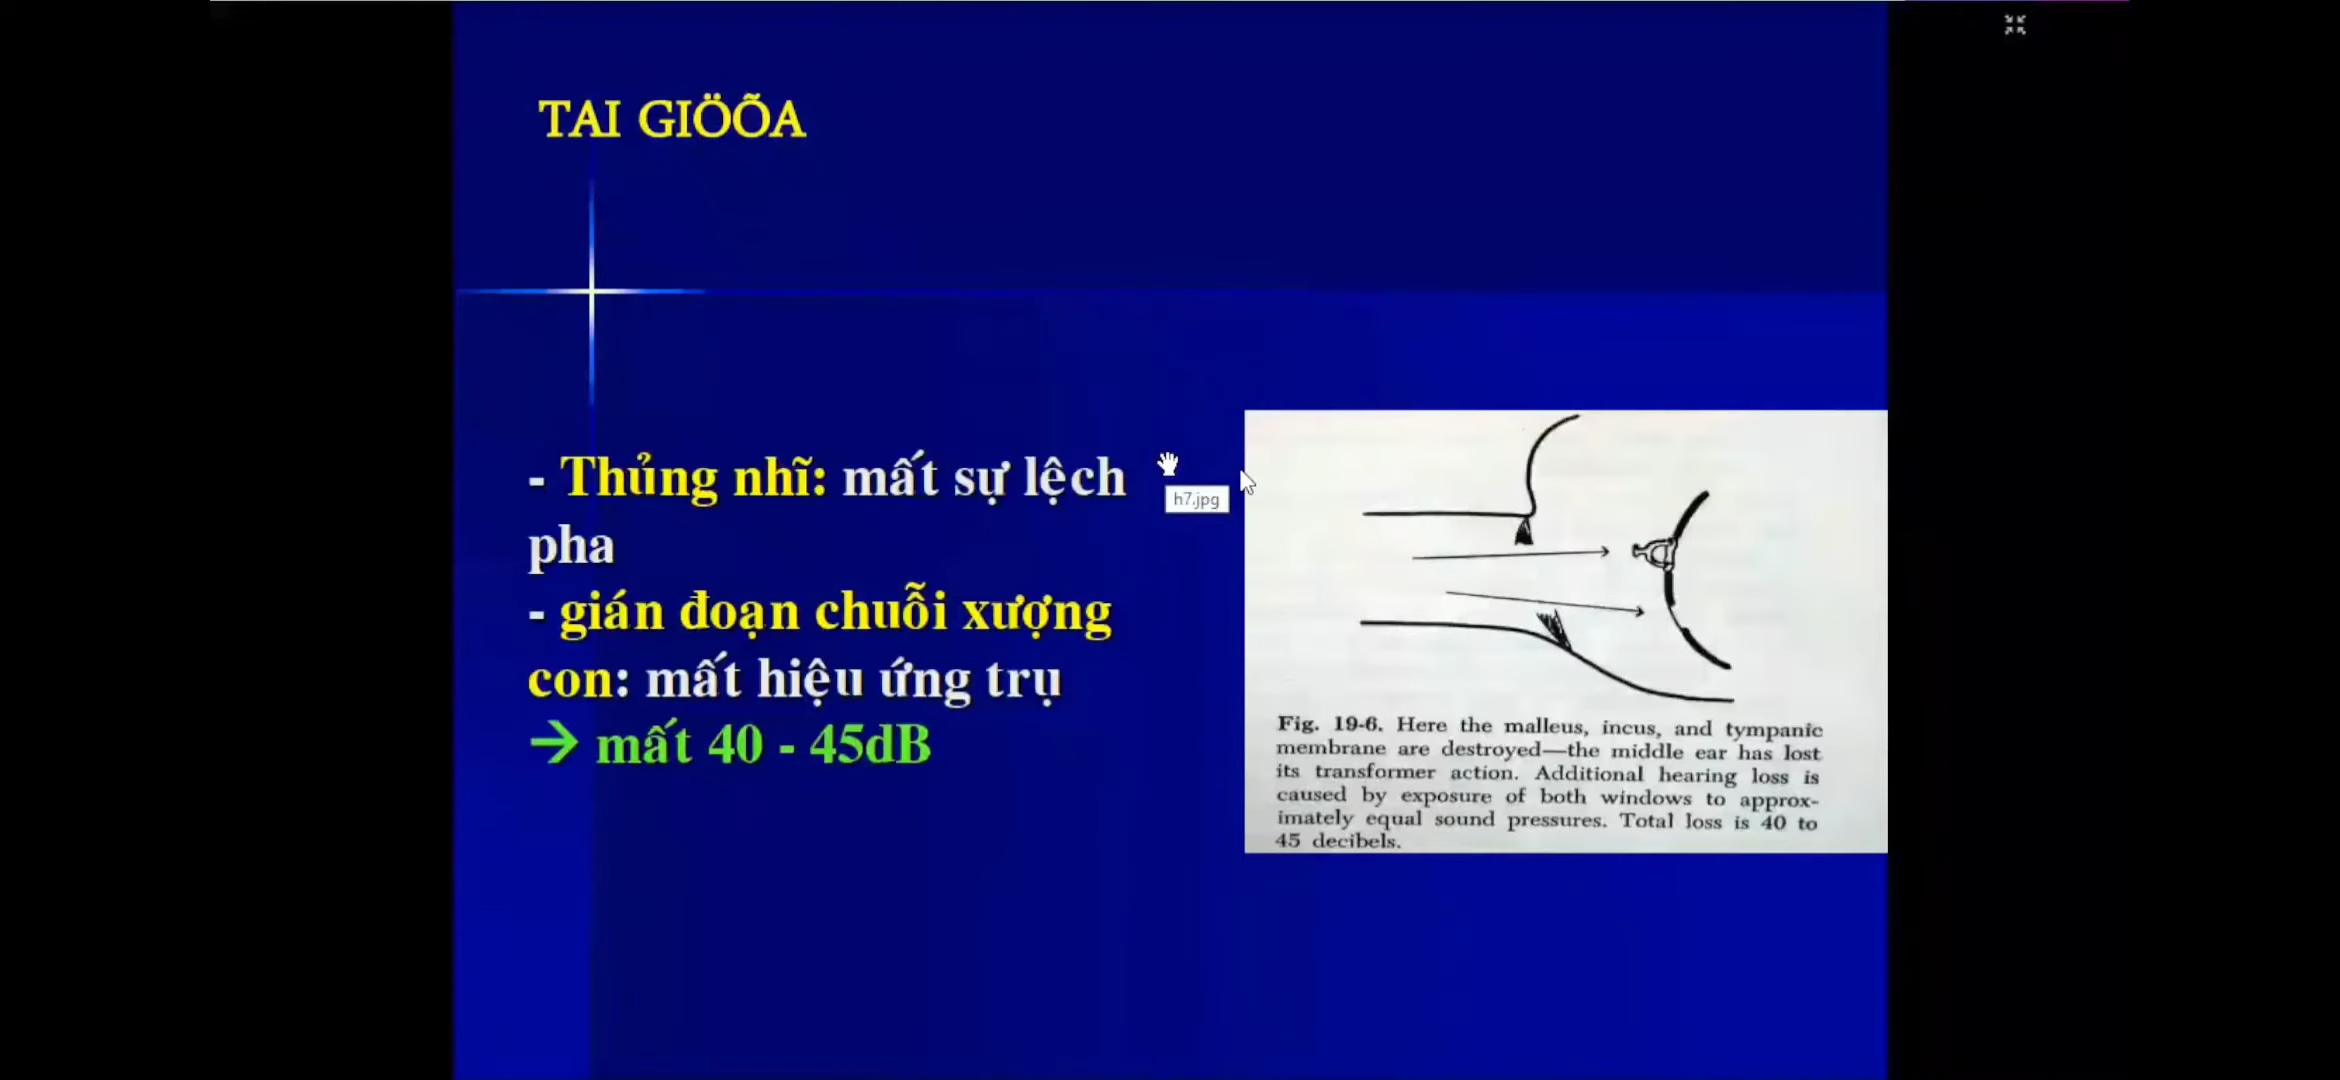 TAI GIÖÕA
- Thủng nhĩ: mất sự lệch
pha
- gián đoạn chuỗi xượng
con: mất hiệu ứng trụ
→ mất 40 - 45dB
h7.jpg
Fig. 19-6. Here the malleus, incus, and tympanic
membrane are destroyed—the middle ear has lost
its transformer action. Additional hearing loss is
caused by exposure of both windows to approx-
imately equal sound pressures. Total loss is 40 to
45 decibels.